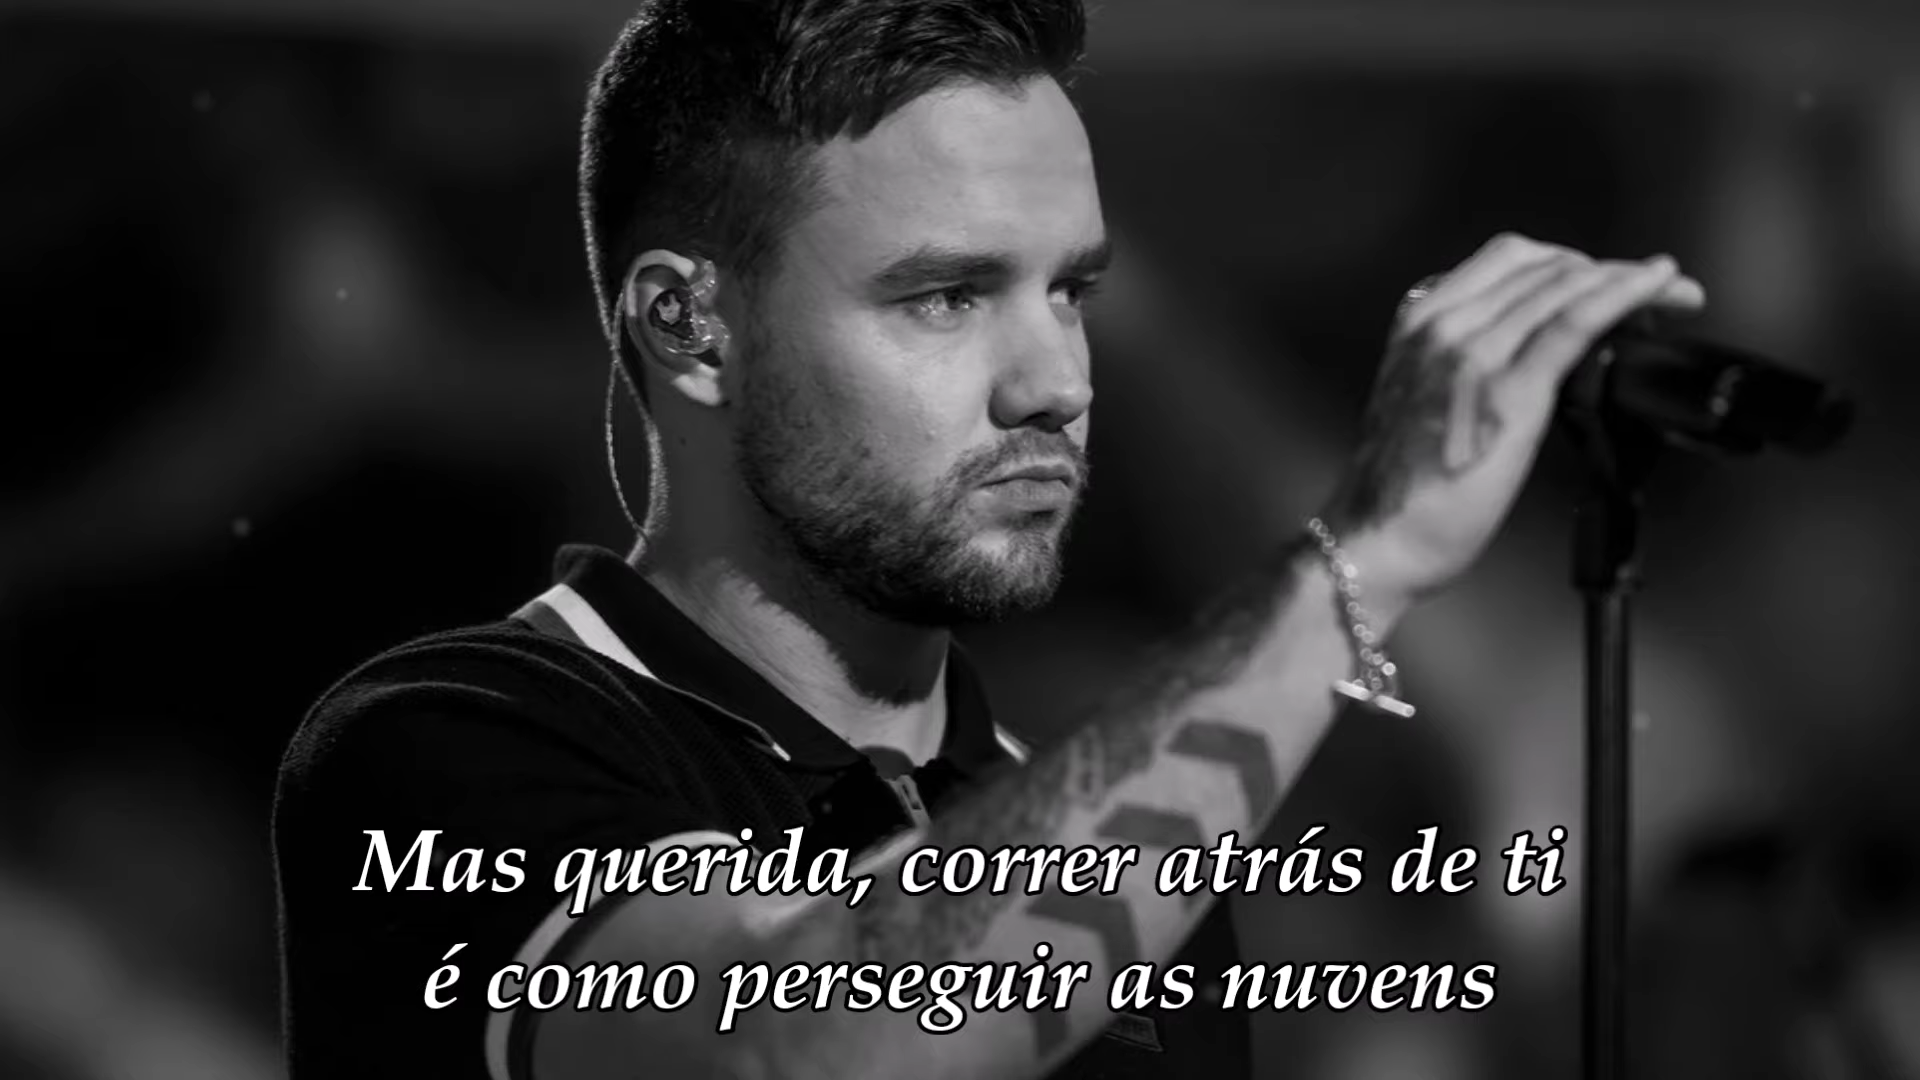 Mas querida, correr atrás de ti
é como perseguir as nuvens